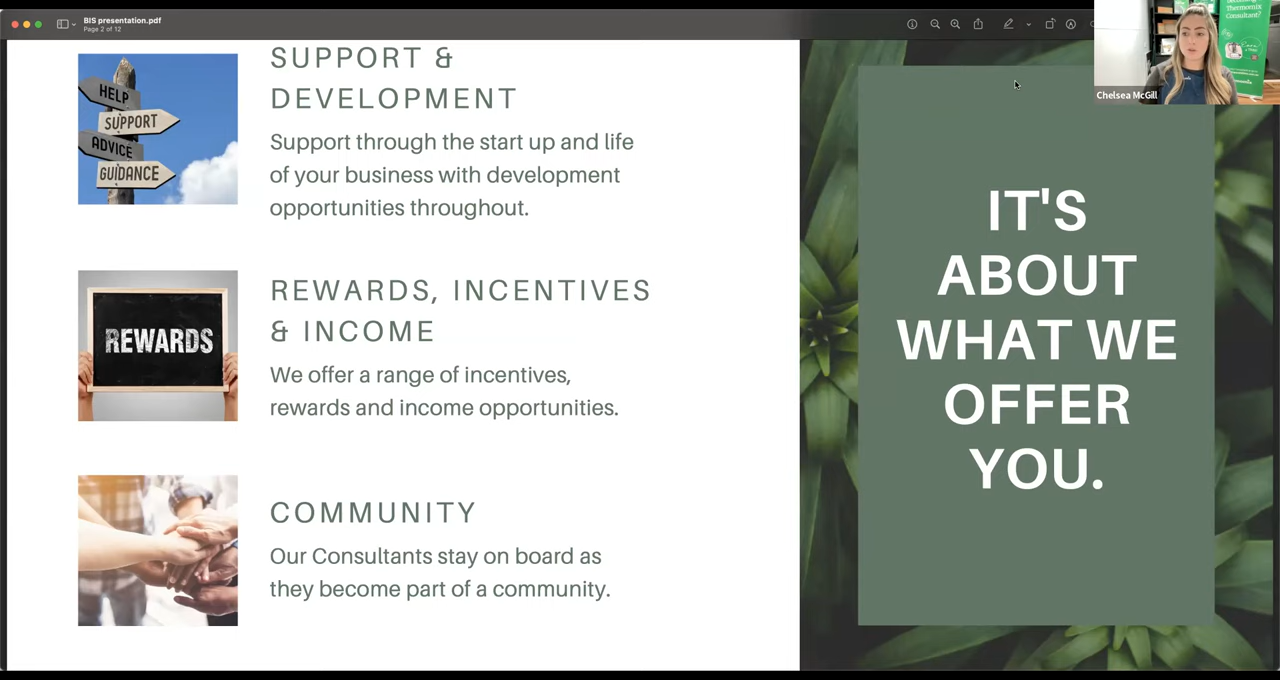 BIS presentation.pdf
Page 2 of 12
Becoming
Thermomix
Consultant?
Chelsea McGill
HELP
SUPPORT
ADVICE
GUIDANCE
SUPPORT &
DEVELOPMENT
Support through the start up and life
of your business with development
opportunities throughout.
REWARDS
REWARDS, INCENTIVES
& INCOME
We offer a range of incentives,
rewards and income opportunities.
COMMUNITY
Our Consultants stay on board as
they become part of a community.
IT'S
ABOUT
WHAT WE
OFFER
YOU.